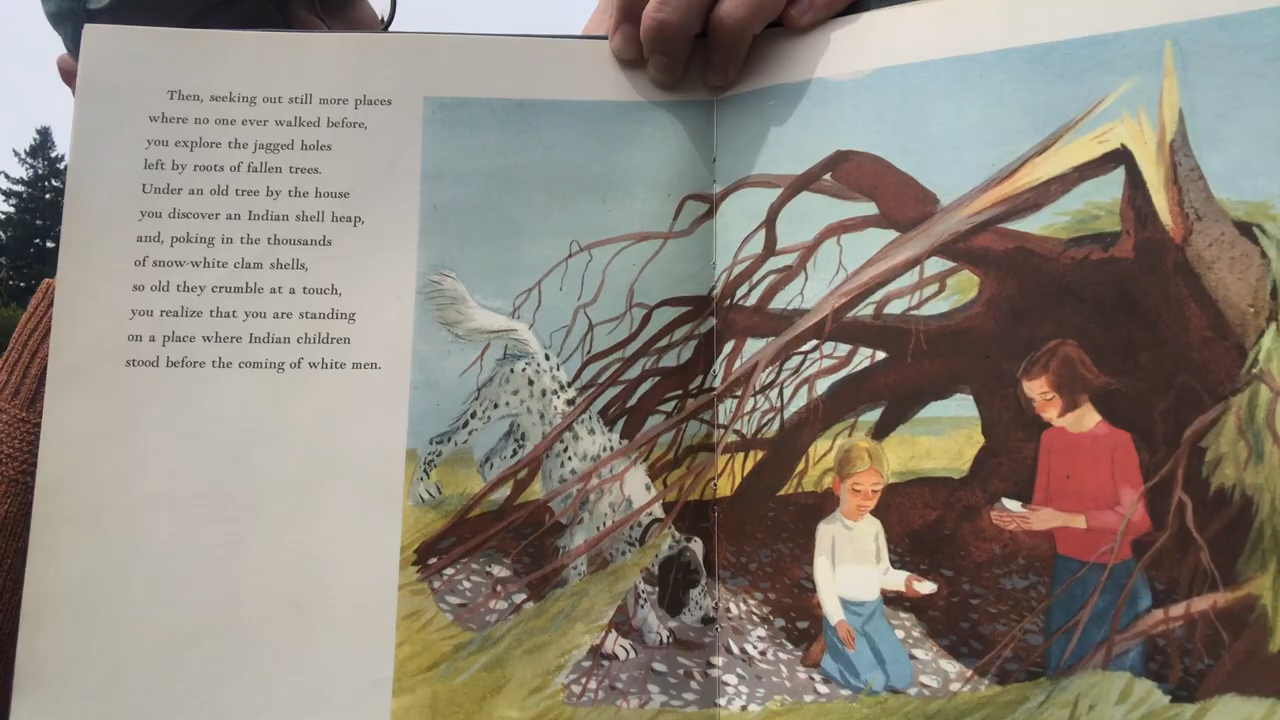 Then, seeking out still more places
where no one ever walked before,
you explore the jagged holes
left by roots of fallen trees.
Under an old tree by the house
you discover an Indian shell heap,
and, poking in the thousands
of snow-white clam shells,
so old they crumble at a touch,
you realize that you are standing
on a place where Indian children
stood before the coming of white men.